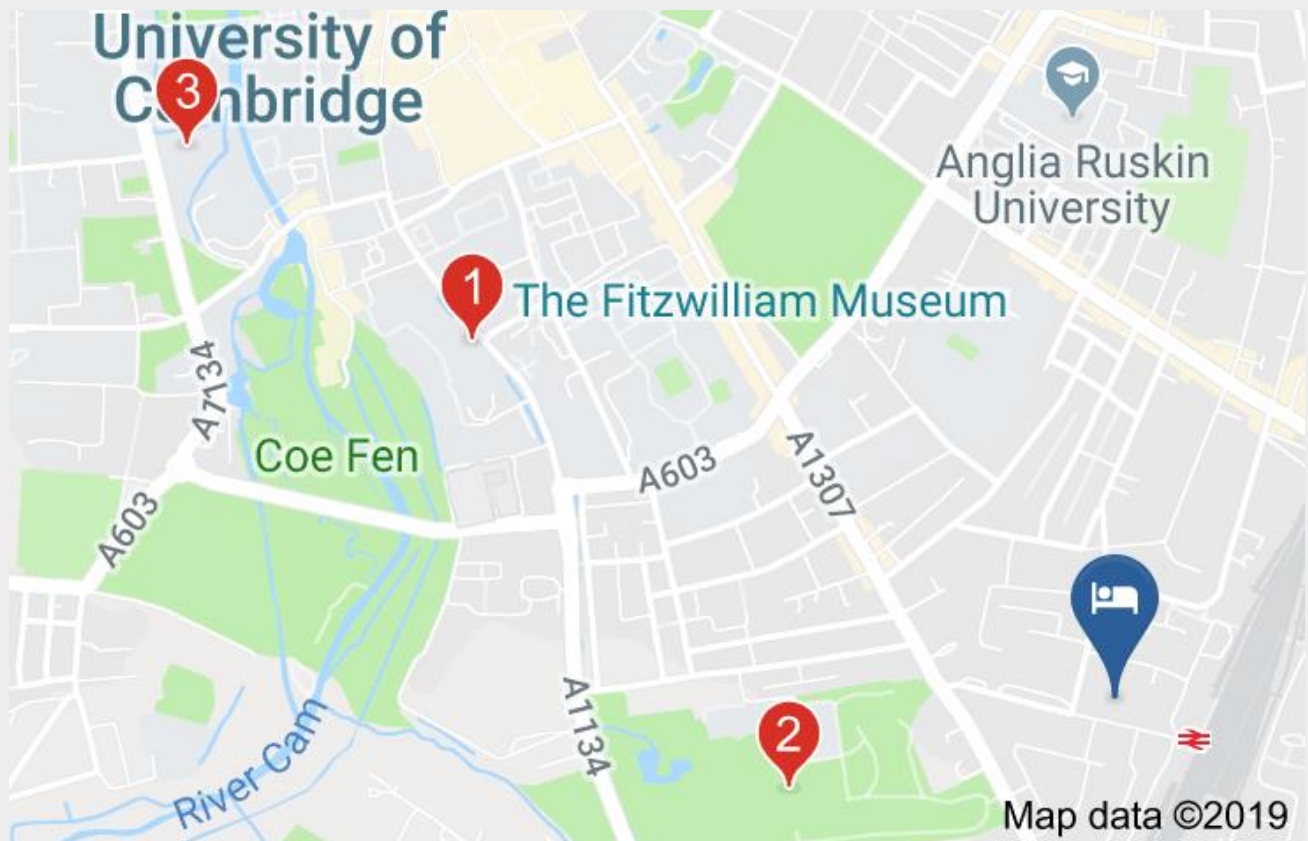 University of
Cambridge
3
Anglia Ruskin
University
1
The Fitzwilliam Museum
A1134
Coe Fen
A603
A1307
A603
A1134
2
River Cam
Map data ©2019